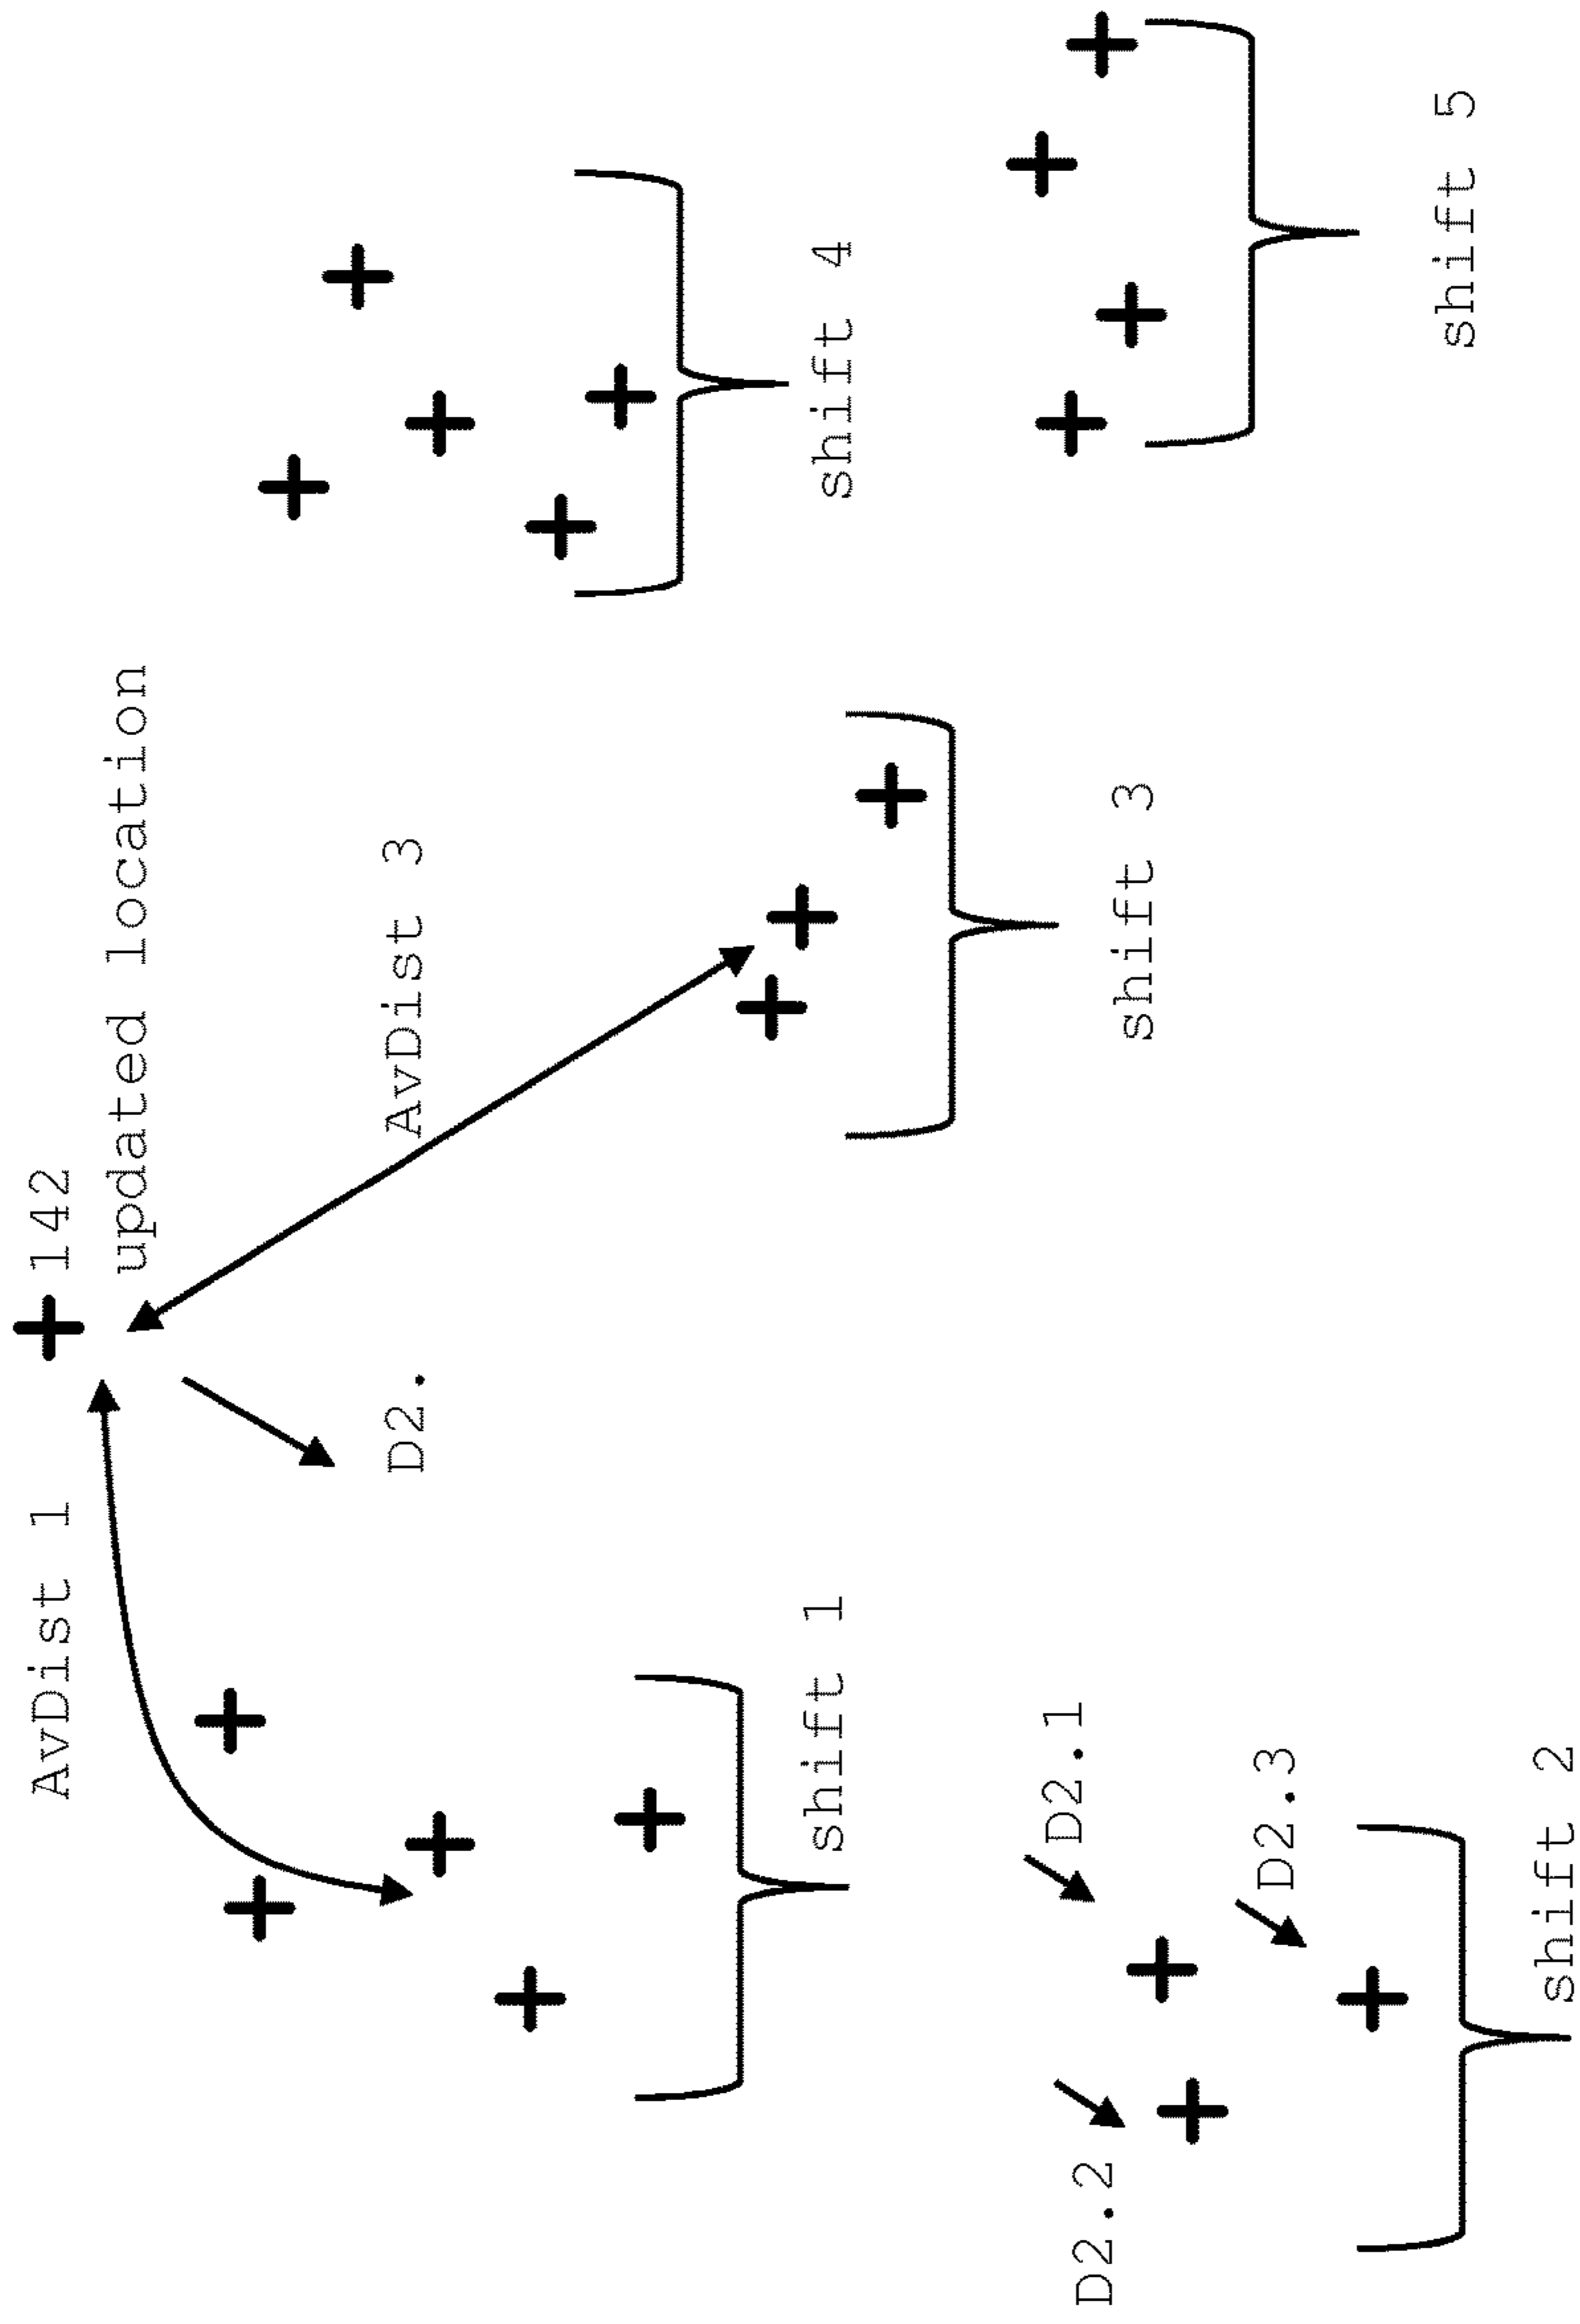 AvDist 1
142
updated location
D2.
AvDist 3
shift 1
shift 4
shift 3
D2.1
D2.2
D2.3
shift 2
shift 5